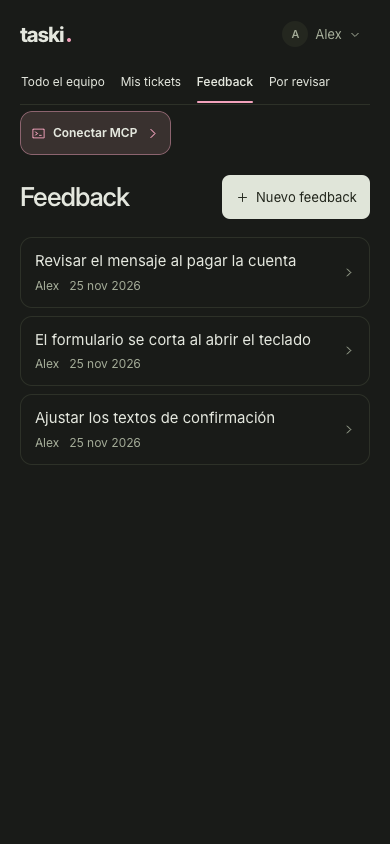 taski.
A Alex
Todo el equipo Mis tickets Feedback Por revisar
Conectar MCP
Feedback
Nuevo feedback
Revisar el mensaje al pagar la cuenta
Alex 25 nov 2026
El formulario se corta al abrir el teclado
Alex 25 nov 2026
Ajustar los textos de confirmación
Alex 25 nov 2026